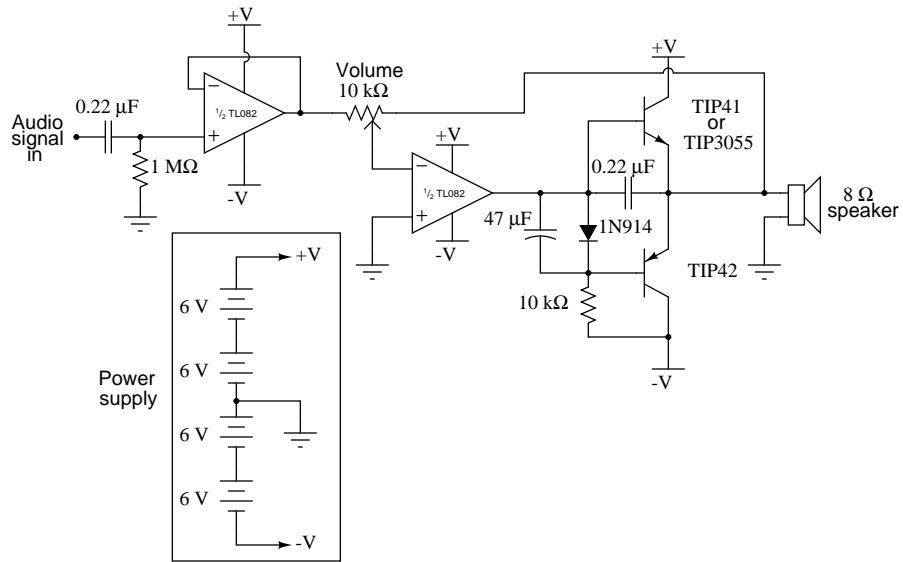 +V
Volume
10 kΩ
+V
0.22 µF
−
½ TL082
+
TIP41
or
TIP3055
Audio
signal
in
1 MΩ
-V
+V
−
½ TL082
+
0.22 µF
8 Ω
speaker
47 µF
1N914
-V
TIP42
10 kΩ
-V
+V
6 V
6 V
Power
supply
6 V
6 V
-V